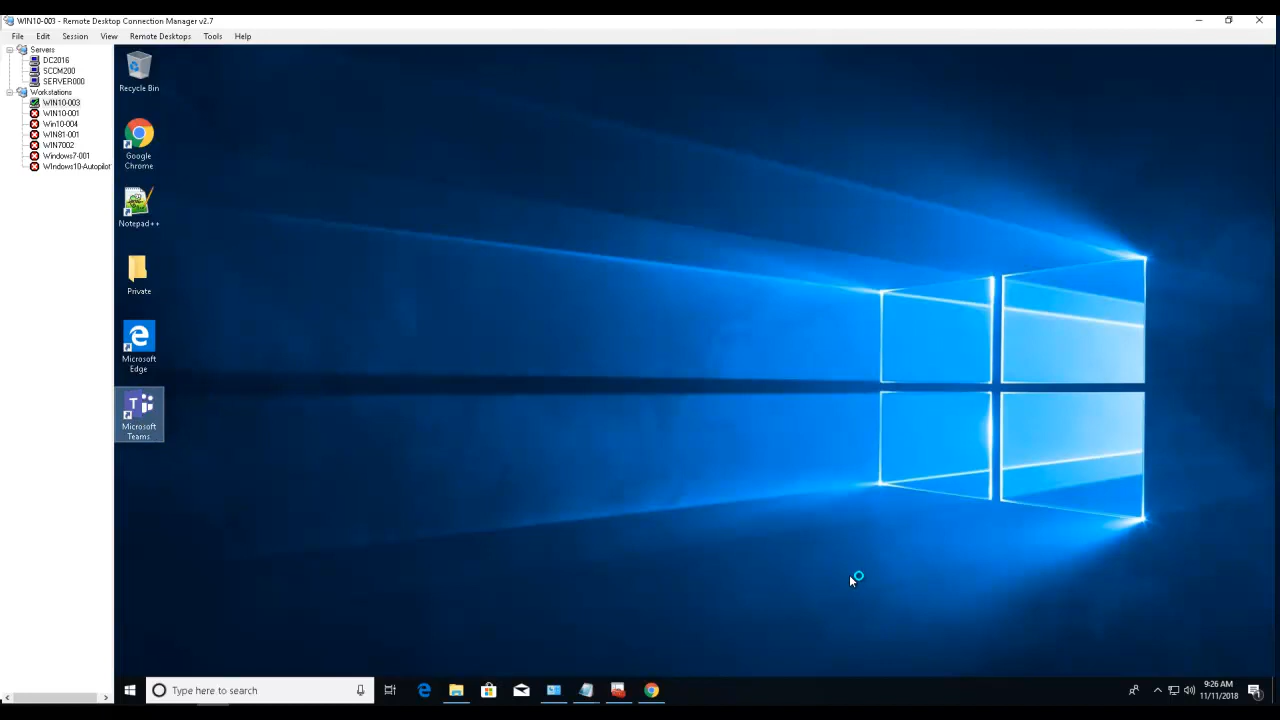 WIN10-003 - Remote Desktop Connection Manager v2.7
File Edit Session View Remote Desktops Tools Help
Servers
DC2016
SCCM200
SERVER000
Workstations
WIN10-003
WIN10-001
Win10-004
WIN81-001
WIN7002
Windows7-001
WIndows10-Autopilot
Recycle Bin
Google
Chrome
Notepad++
Private
Microsoft
Edge
Microsoft
Teams
Type here to search
9:26 AM
11/11/2018